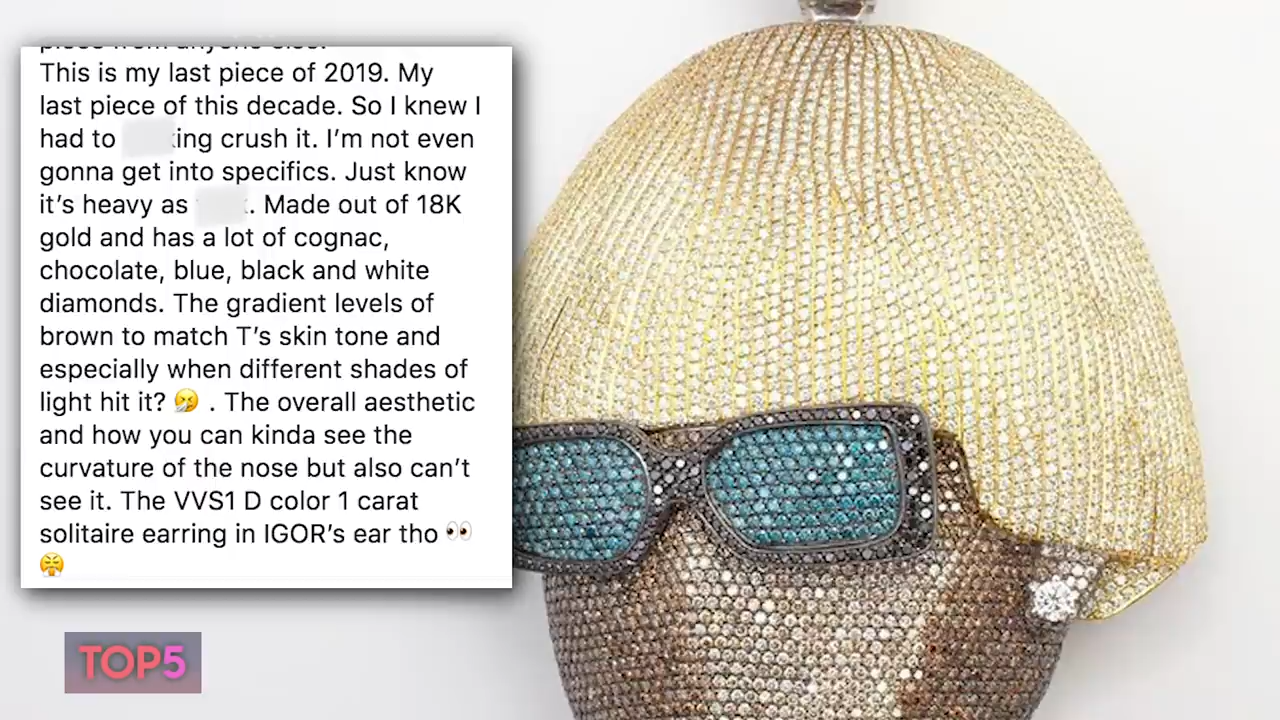 piece from anyone else.
This is my last piece of 2019. My
last piece of this decade. So I knew I
had to king crush it. I’m not even
gonna get into specifics. Just know
it’s heavy as k. Made out of 18K
gold and has a lot of cognac,
chocolate, blue, black and white
diamonds. The gradient levels of
brown to match T’s skin tone and
especially when different shades of
light hit it? 🤧 . The overall aesthetic
and how you can kinda see the
curvature of the nose but also can’t
see it. The VVS1 D color 1 carat
solitaire earring in IGOR’s ear tho 👀
😤
TOP5